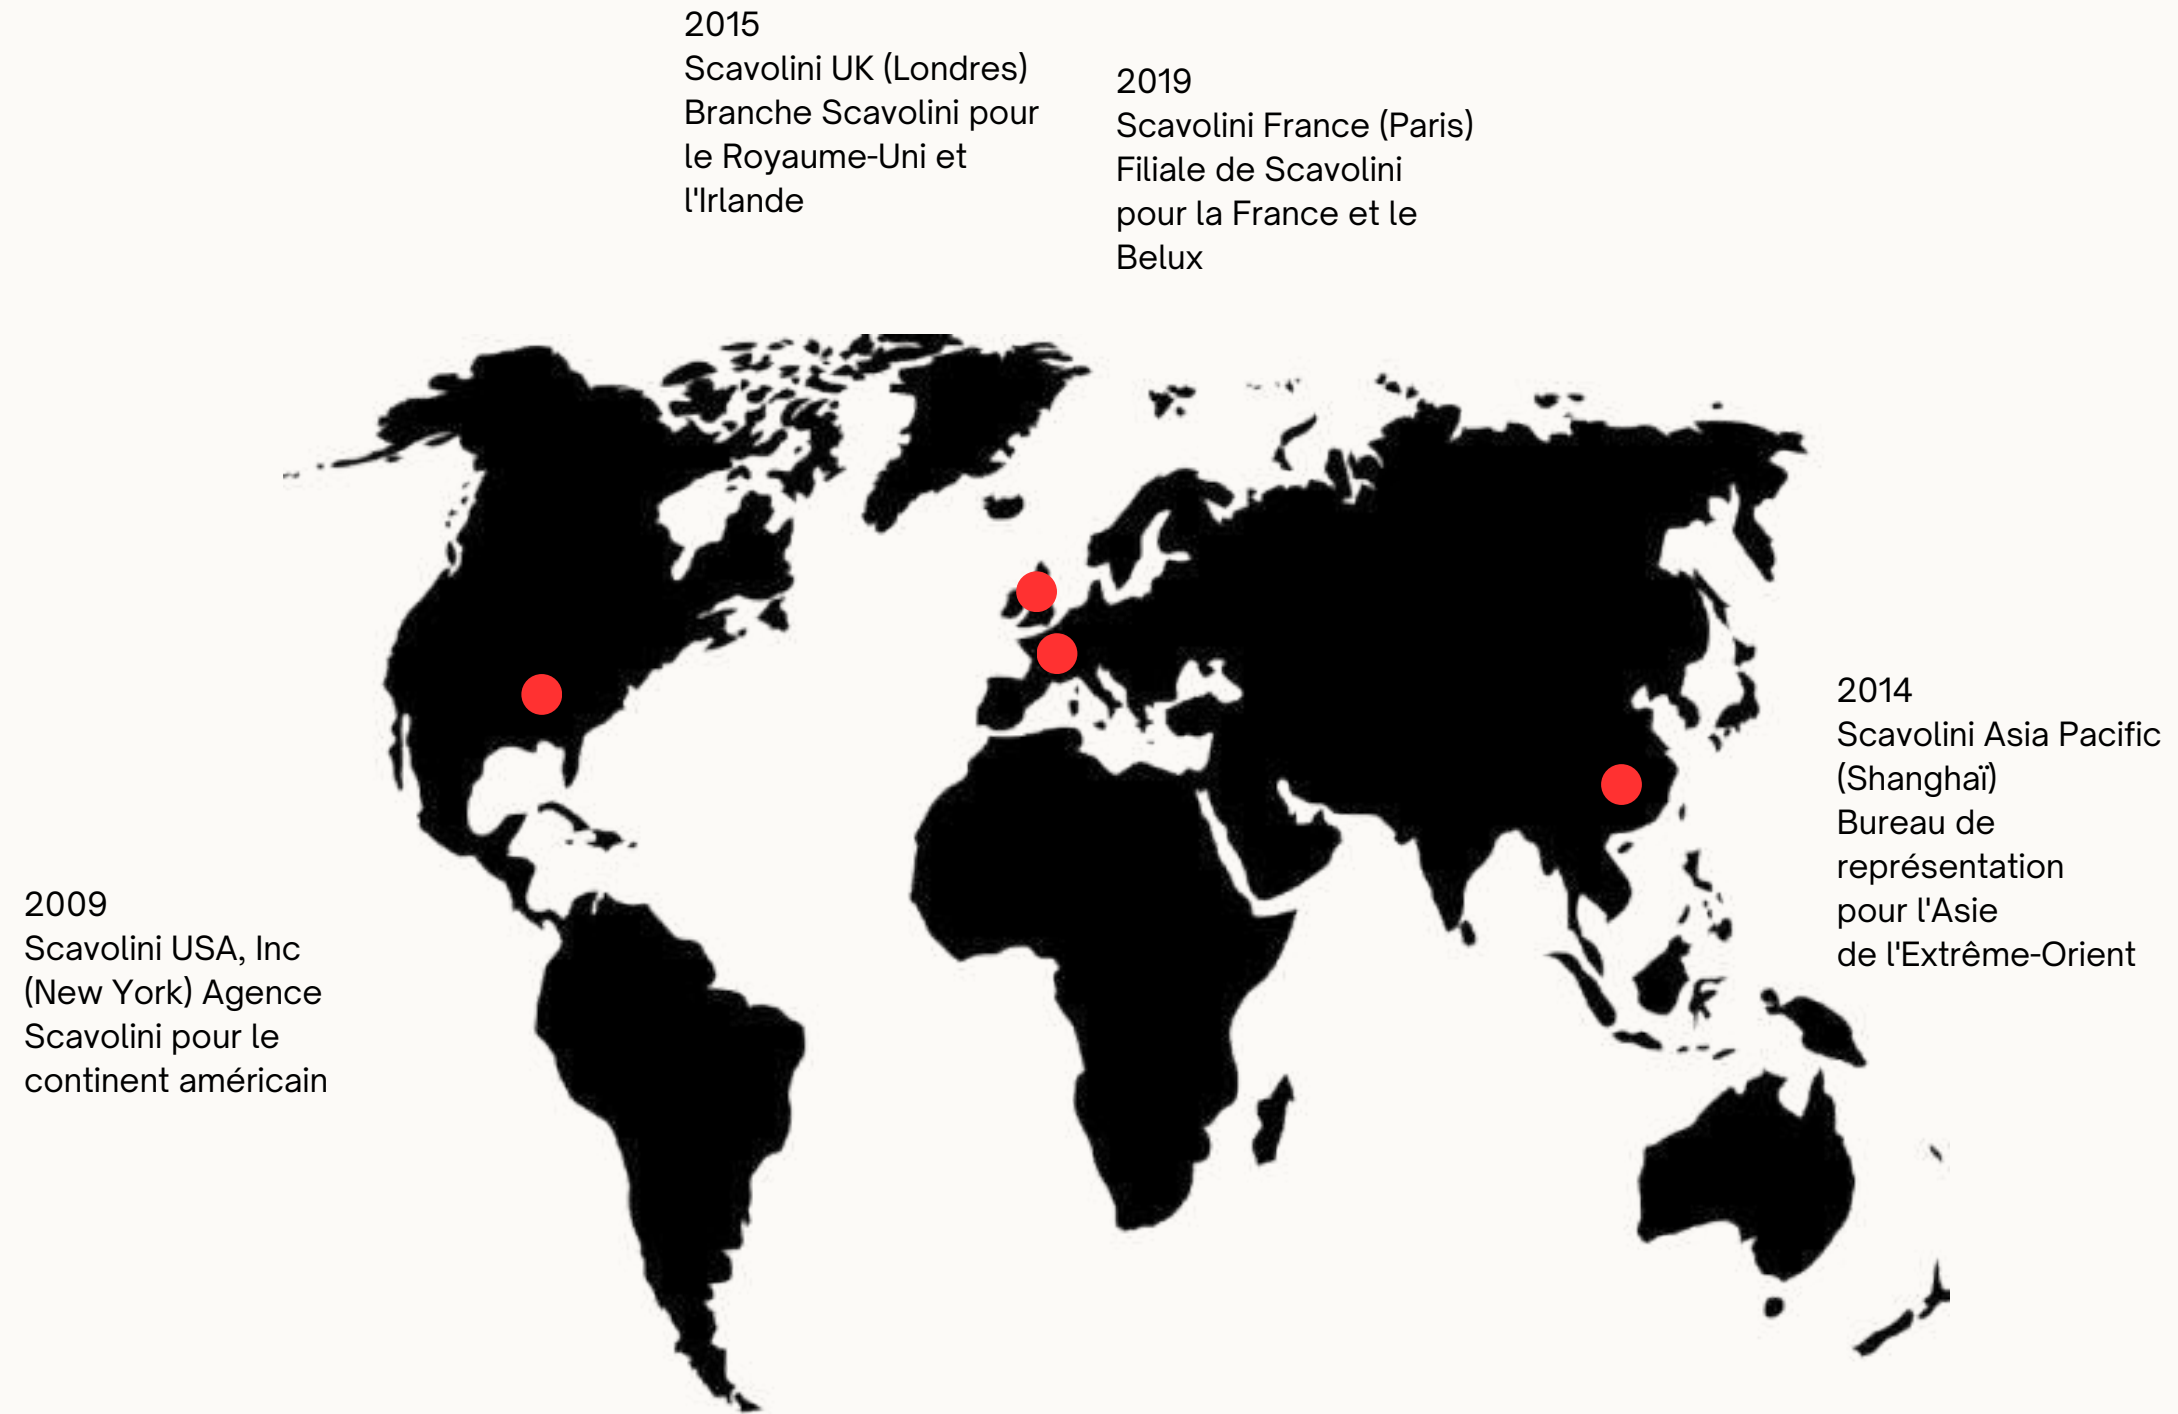 2015
Scavolini UK (Londres)
Branche Scavolini pour
le Royaume-Uni et
l'Irlande
2019
Scavolini France (Paris)
Filiale de Scavolini
pour la France et le
Belux
2014
Scavolini Asia Pacific
(Shanghaï)
Bureau de
représentation
pour l'Asie
de l'Extrême-Orient
2009
Scavolini USA, Inc
(New York) Agence
Scavolini pour le
continent américain